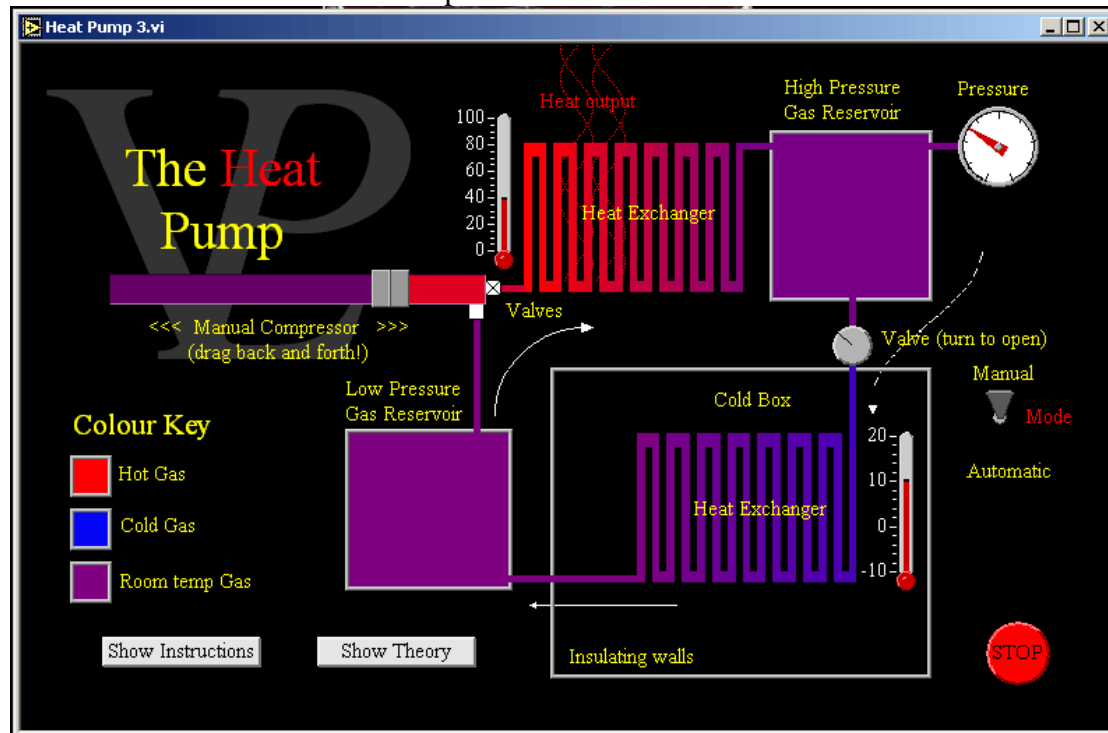 Heat Pump 3.vi
The Heat
Pump
Heat output
100
80
60
40
20
0
Heat Exchanger
High Pressure
Gas Reservoir
Pressure
Valves
<<< Manual Compressor >>>
(drag back and forth!)
Valve (turn to open)
Manual
Mode
Automatic
Low Pressure
Gas Reservoir
Cold Box
20
10
0
-10
Heat Exchanger
Colour Key
Hot Gas
Cold Gas
Room temp Gas
Show Instructions
Show Theory
Insulating walls
STOP